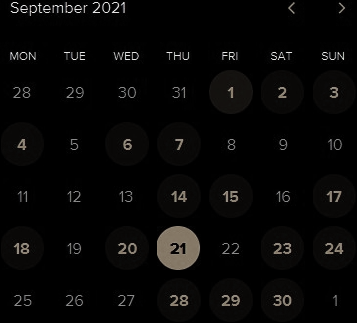 September 2021
MON TUE WED THU FRI SAT SUN
28 29 30 31 1 2 3
4 5 6 7 8 9 10
11 12 13 14 15 16 17
18 19 20 21 22 23 24
25 26 27 28 29 30 1